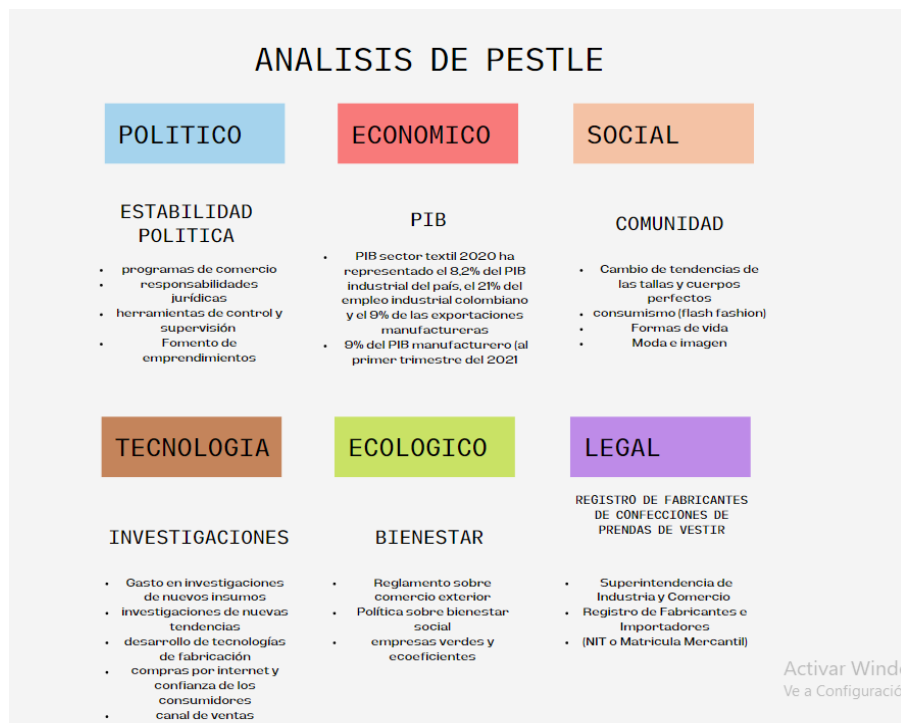 ANALISIS DE PESTLE
POLITICO
ESTABILIDAD
POLITICA
programas de comercio
responsabilidades
jurídicas
herramientas de control y
supervisión
Fomento de
emprendimientos
ECONOMICO
PIB
PIB sector textil 2020 ha
representado el 8,2% del PIB
industrial del país, el 21% del
empleo industrial colombiano
y el 9% de las exportaciones
manufactureras
9% del PIB manufacturero (al
primer trimestre del 2021
SOCIAL
COMUNIDAD
Cambio de tendencias de
las tallas y cuerpos
perfectos
consumismo (flash fashion)
Formas de vida
Moda e imagen
TECNOLOGIA
INVESTIGACIONES
Gasto en investigaciones
de nuevos insumos
investigaciones de nuevas
tendencias
desarrollo de tecnologías
de fabricación
compras por internet y
confianza de los
consumidores
canal de ventas
ECOLOGICO
BIENESTAR
Reglamento sobre
comercio exterior
Política sobre bienestar
social
empresas verdes y
ecoeficientes
LEGAL
REGISTRO DE FABRICANTES
DE CONFECCIONES DE
PRENDAS DE VESTIR
Superintendencia de
Industria y Comercio
Registro de Fabricantes e
Importadores
(NIT o Matricula Mercantil)
Activar Windo
Ve a Configuració